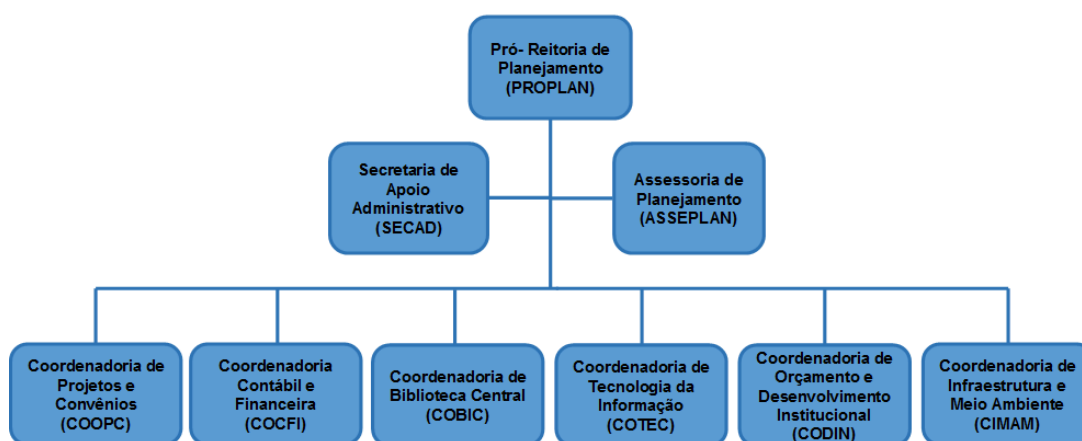 Pró- Reitoria de
Planejamento
(PROPLAN)
Secretaria de
Apoio
Administrativo
(SECAD)
Assessoria de
Planejamento
(ASSEPLAN)
Coordenadoria de
Projetos e
Convênios
(COOPC)
Coordenadoria
Contábil e
Financeira
(COCFI)
Coordenadoria de
Biblioteca Central
(COBIC)
Coordenadoria de
Tecnologia da
Informação
(COTEC)
Coordenadoria de
Orçamento e
Desenvolvimento
Institucional
(CODIN)
Coordenadoria de
Infraestrutura e
Meio Ambiente
(CIMAM)